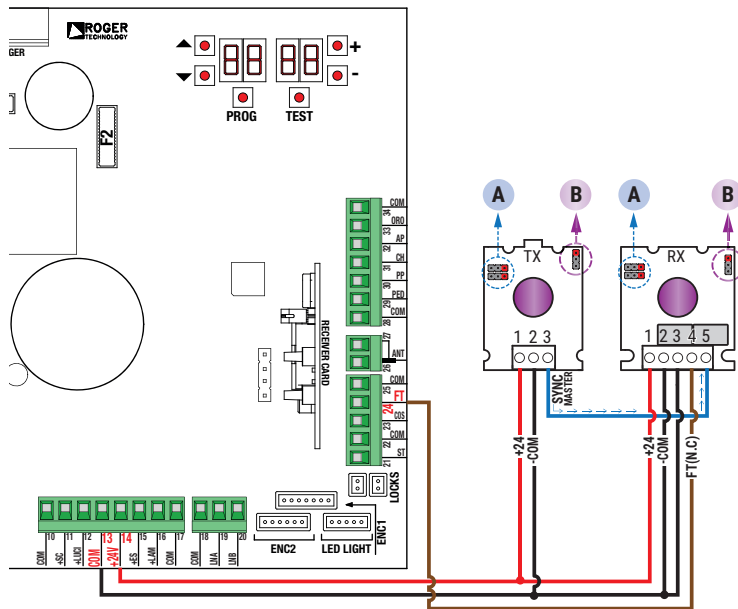 ROGER
TECHNOLOGY
GER
+
-
PROG
TEST
F2
RECEIVER CARD
COM
34
ORO
33
AP
32
CH
31
PP
30
PED
29
COM
28
27
ANT
26
COM
25
FT
24
COS
23
COM
22
ST
21
LOCKS
ENC1
ENC2
LED LIGHT
10 11 12 13 14 15 16 17
18 19 20
COM +SC +LUCI COM +24V +ES +LAM COM
COM LNA LNB
A B A B
TX
RX
1 2 3
1 2 3 4 5
SYNC
MASTER
+24
-COM
+24
-COM
FT(N.C)